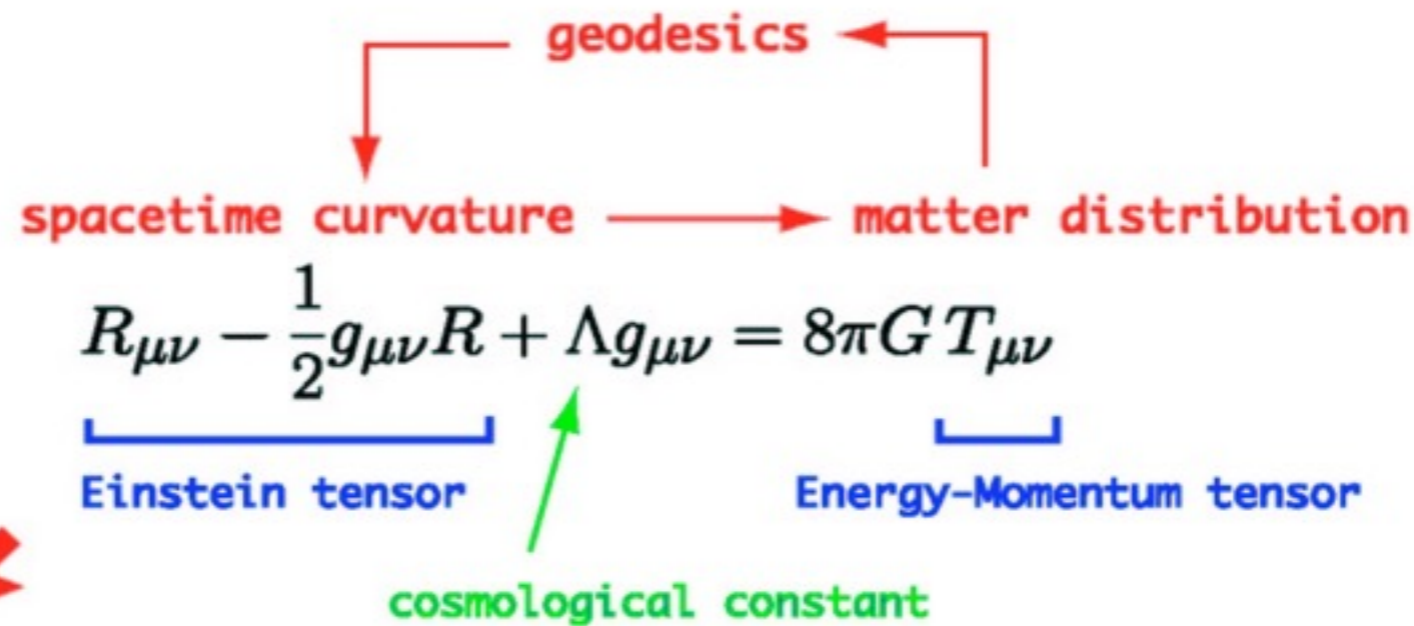 geodesics
spacetime curvature matter distribution
R_{μν} − \frac{1}{2} g_{μν}R + Λg_{μν} = 8πG T_{μν}
Einstein tensor Energy-Momentum tensor
cosmological constant